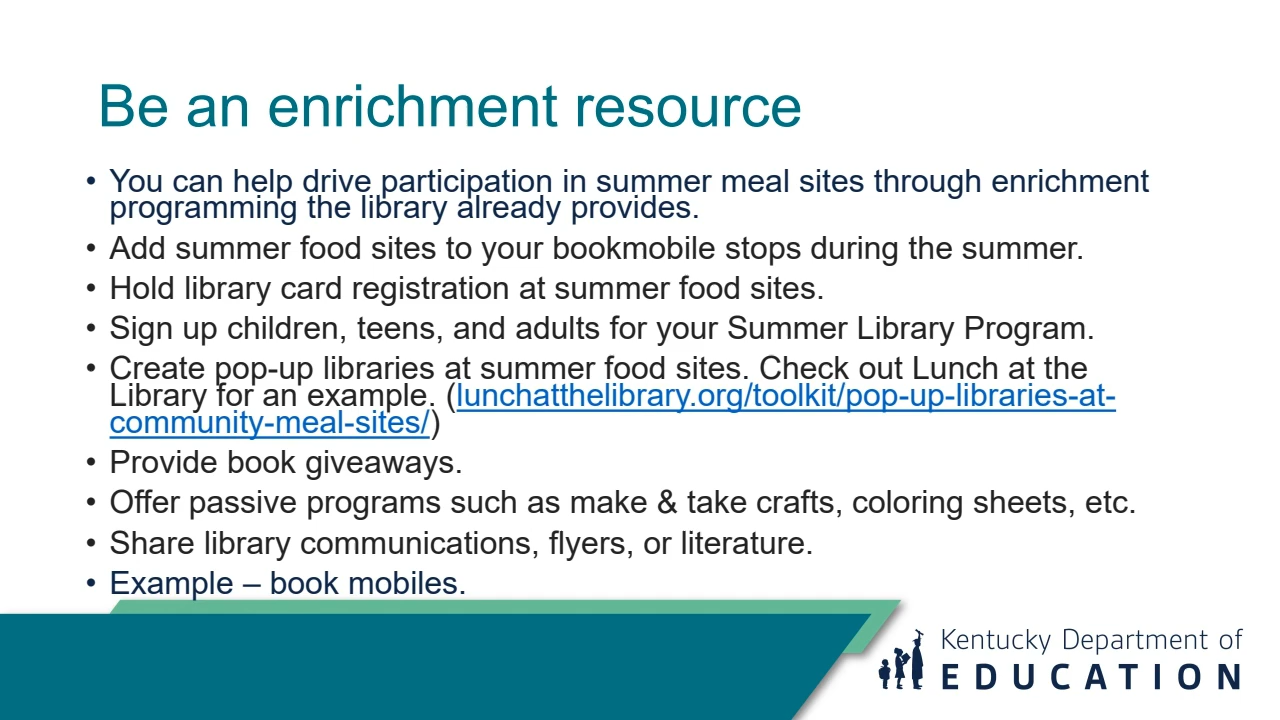 Be an enrichment resource
• You can help drive participation in summer meal sites through enrichment
programming the library already provides.
• Add summer food sites to your bookmobile stops during the summer.
• Hold library card registration at summer food sites.
• Sign up children, teens, and adults for your Summer Library Program.
• Create pop-up libraries at summer food sites. Check out Lunch at the
Library for an example. (lunchatthelibrary.org/toolkit/pop-up-libraries-at-
community-meal-sites/)
• Provide book giveaways.
• Offer passive programs such as make & take crafts, coloring sheets, etc.
• Share library communications, flyers, or literature.
• Example – book mobiles.
Kentucky Department of
EDUCATION